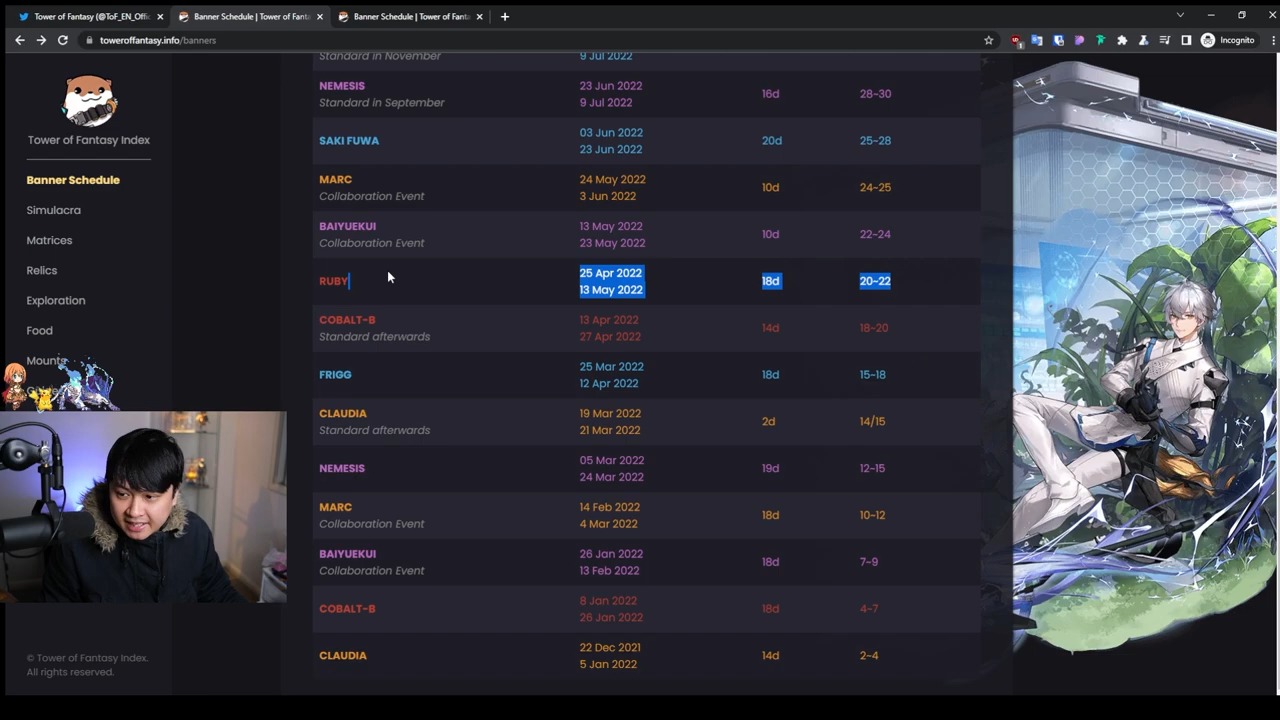 Tower of Fantasy (@ToF_EN_Offic
Banner Schedule | Tower of Fanta
Banner Schedule | Tower of Fanta
toweroffantasy.info/banners
Incognito
Tower of Fantasy Index
Banner Schedule
Simulacra
Matrices
Relics
Exploration
Food
Mounts
© Tower of Fantasy Index.
All rights reserved.
Standard in November
9 Jul 2022
NEMESIS
Standard in September
23 Jun 2022
9 Jul 2022
16d
28-30
SAKI FUWA
03 Jun 2022
23 Jun 2022
20d
25-28
MARC
Collaboration Event
24 May 2022
3 Jun 2022
10d
24-25
BAIYUEKUI
Collaboration Event
13 May 2022
23 May 2022
10d
22-24
RUBY
25 Apr 2022
13 May 2022
18d
20-22
COBALT-B
Standard afterwards
13 Apr 2022
27 Apr 2022
14d
18-20
FRIGG
25 Mar 2022
12 Apr 2022
18d
15-18
CLAUDIA
Standard afterwards
19 Mar 2022
21 Mar 2022
2d
14/15
NEMESIS
05 Mar 2022
24 Mar 2022
19d
12-15
MARC
Collaboration Event
14 Feb 2022
4 Mar 2022
18d
10-12
BAIYUEKUI
Collaboration Event
26 Jan 2022
13 Feb 2022
18d
7-9
COBALT-B
8 Jan 2022
26 Jan 2022
18d
4-7
CLAUDIA
22 Dec 2021
5 Jan 2022
14d
2~4